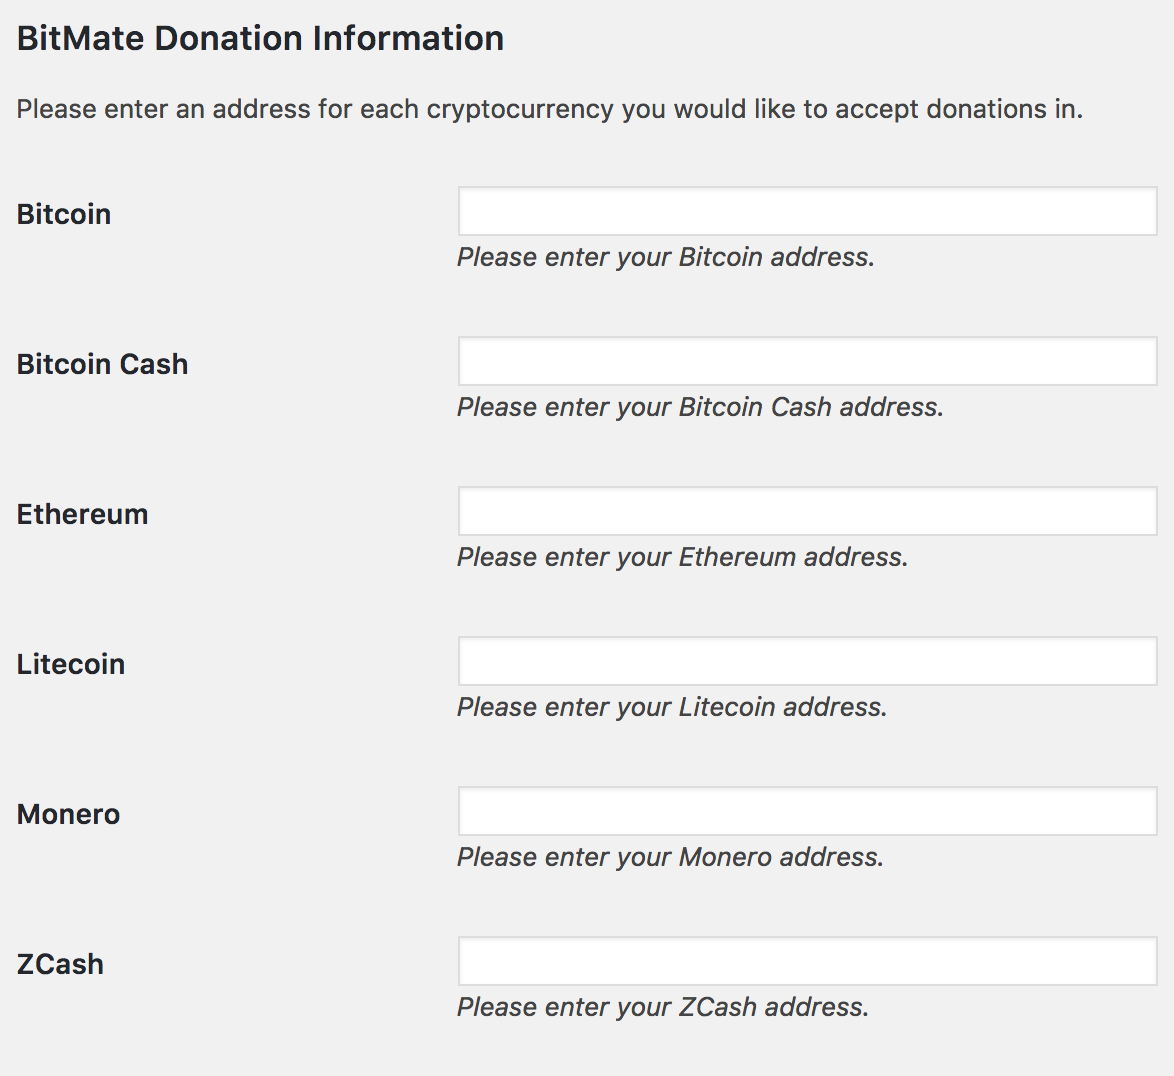 BitMate Donation Information
Please enter an address for each cryptocurrency you would like to accept donations in.
Bitcoin
Please enter your Bitcoin address.
Bitcoin Cash
Please enter your Bitcoin Cash address.
Ethereum
Please enter your Ethereum address.
Litecoin
Please enter your Litecoin address.
Monero
Please enter your Monero address.
ZCash
Please enter your ZCash address.